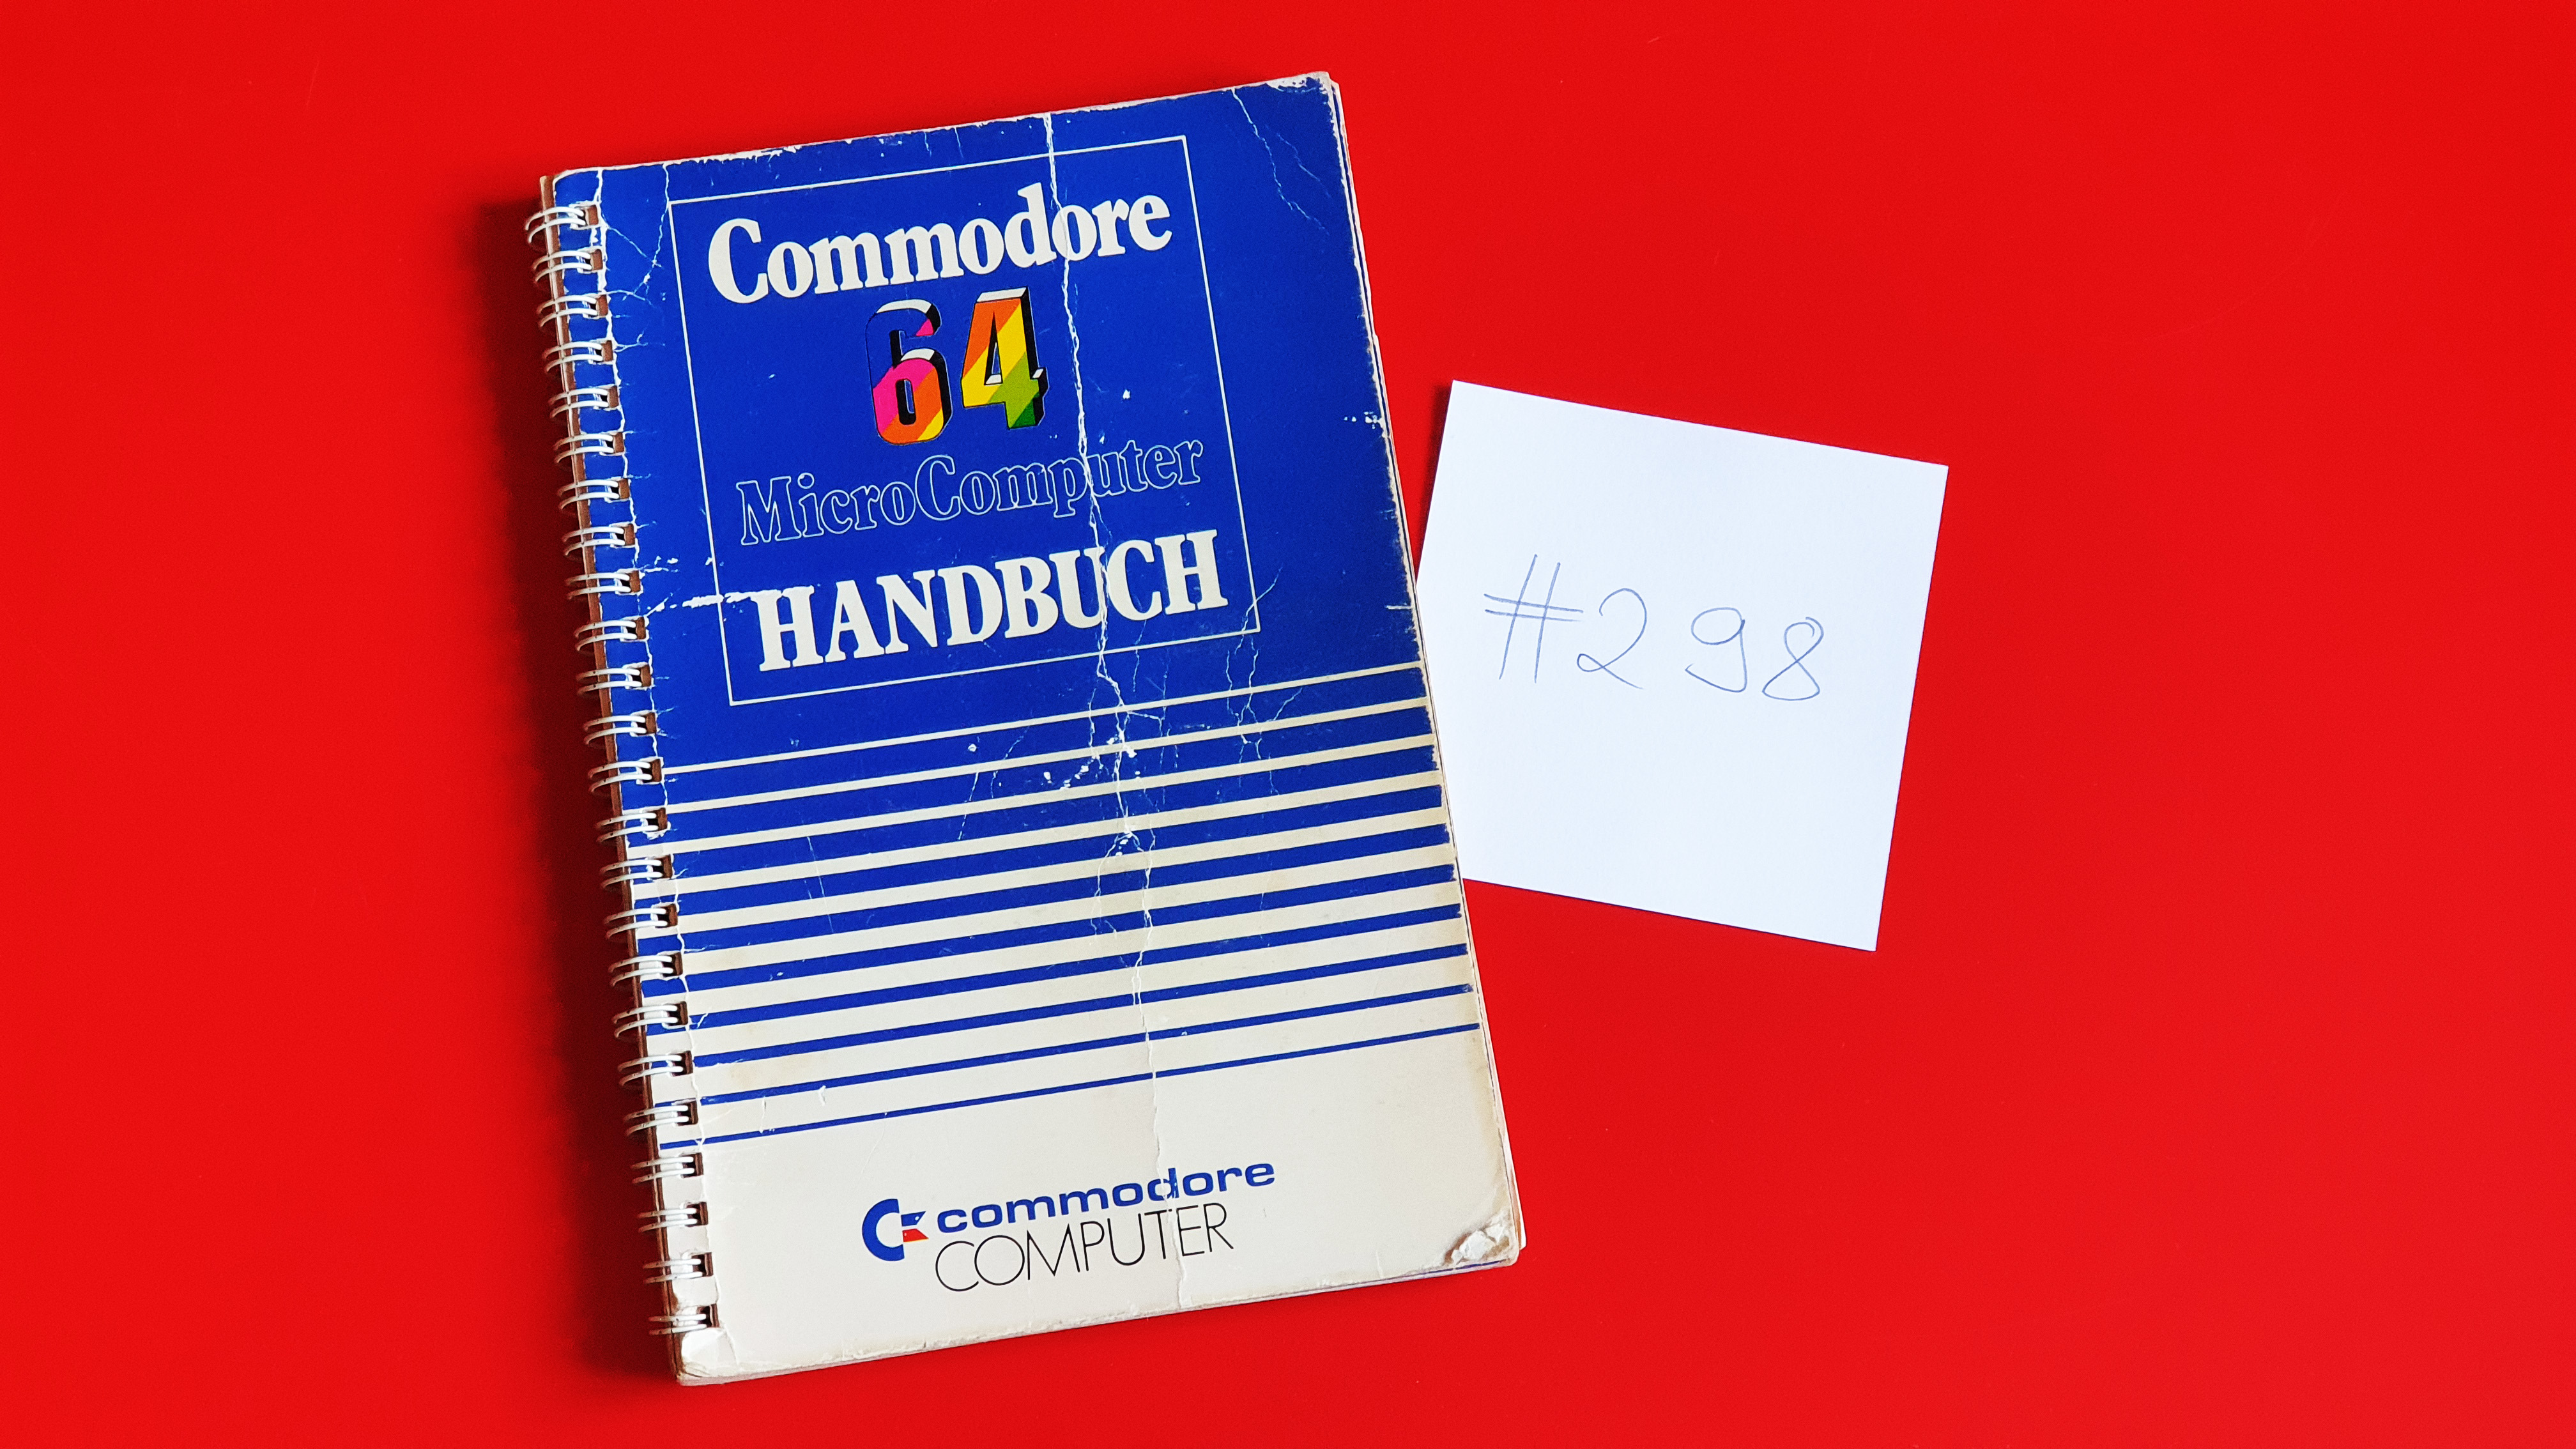 Commodore
64
MicroComputer
HANDBUCH
commodore
COMPUTER
#298